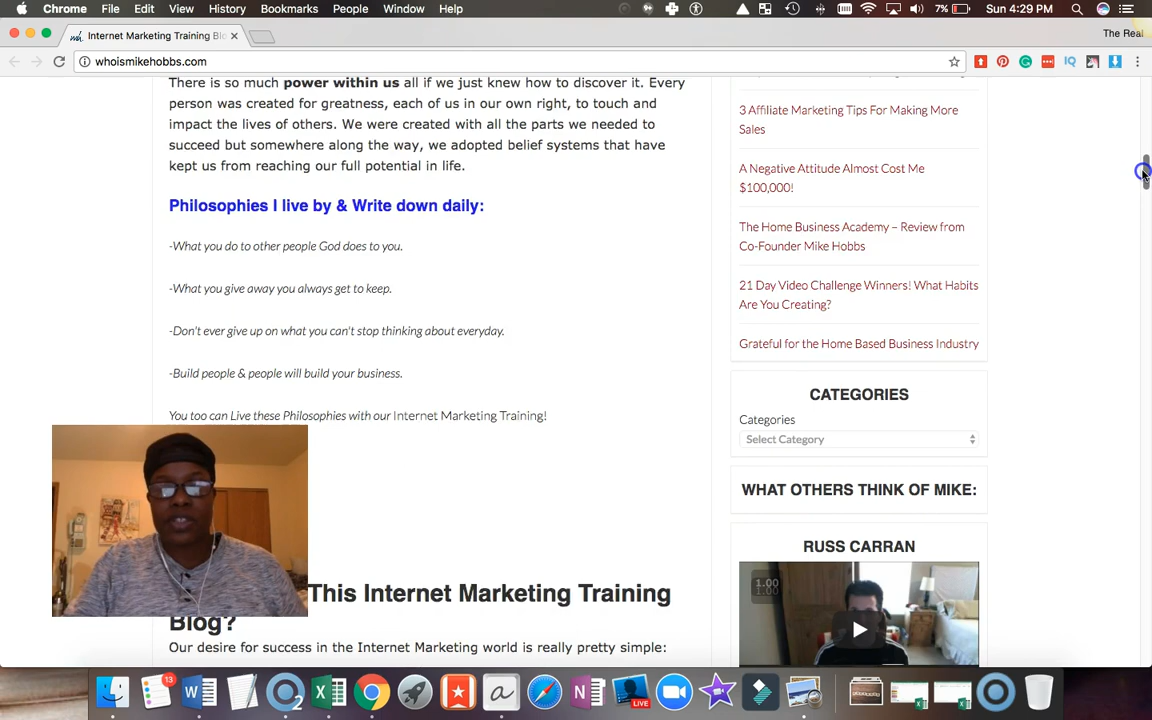 Chrome File Edit View History Bookmarks People Window Help
7% Sun 4:29 PM
Internet Marketing Training Blo
The Real
whoismikehobbs.com
There is so much power within us all if we just knew how to discover it. Every
person was created for greatness, each of us in our own right, to touch and
impact the lives of others. We were created with all the parts we needed to
succeed but somewhere along the way, we adopted belief systems that have
kept us from reaching our full potential in life.
Philosophies I live by & Write down daily:
-What you do to other people God does to you.
-What you give away you always get to keep.
-Don't ever give up on what you can't stop thinking about everyday.
-Build people & people will build your business.
You too can Live these Philosophies with our Internet Marketing Training!
This Internet Marketing Training
Blog?
Our desire for success in the Internet Marketing world is really pretty simple:
3 Affiliate Marketing Tips For Making More
Sales
A Negative Attitude Almost Cost Me
$100,000!
The Home Business Academy – Review from
Co-Founder Mike Hobbs
21 Day Video Challenge Winners! What Habits
Are You Creating?
Grateful for the Home Based Business Industry
CATEGORIES
Categories
Select Category
WHAT OTHERS THINK OF MIKE:
RUSS CARRAN
1.00
1.00
13
2
LIVE